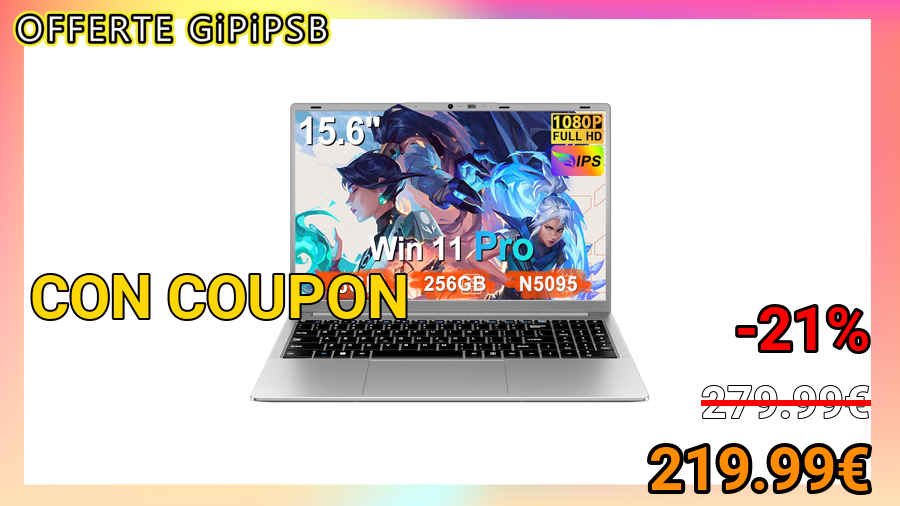 OFFERTE GiPiPSB
15.6"
1080P
FULL HD
IPS
Win 11 Pro
256GB N5095
CON COUPON
-21%
279.99€
219.99€